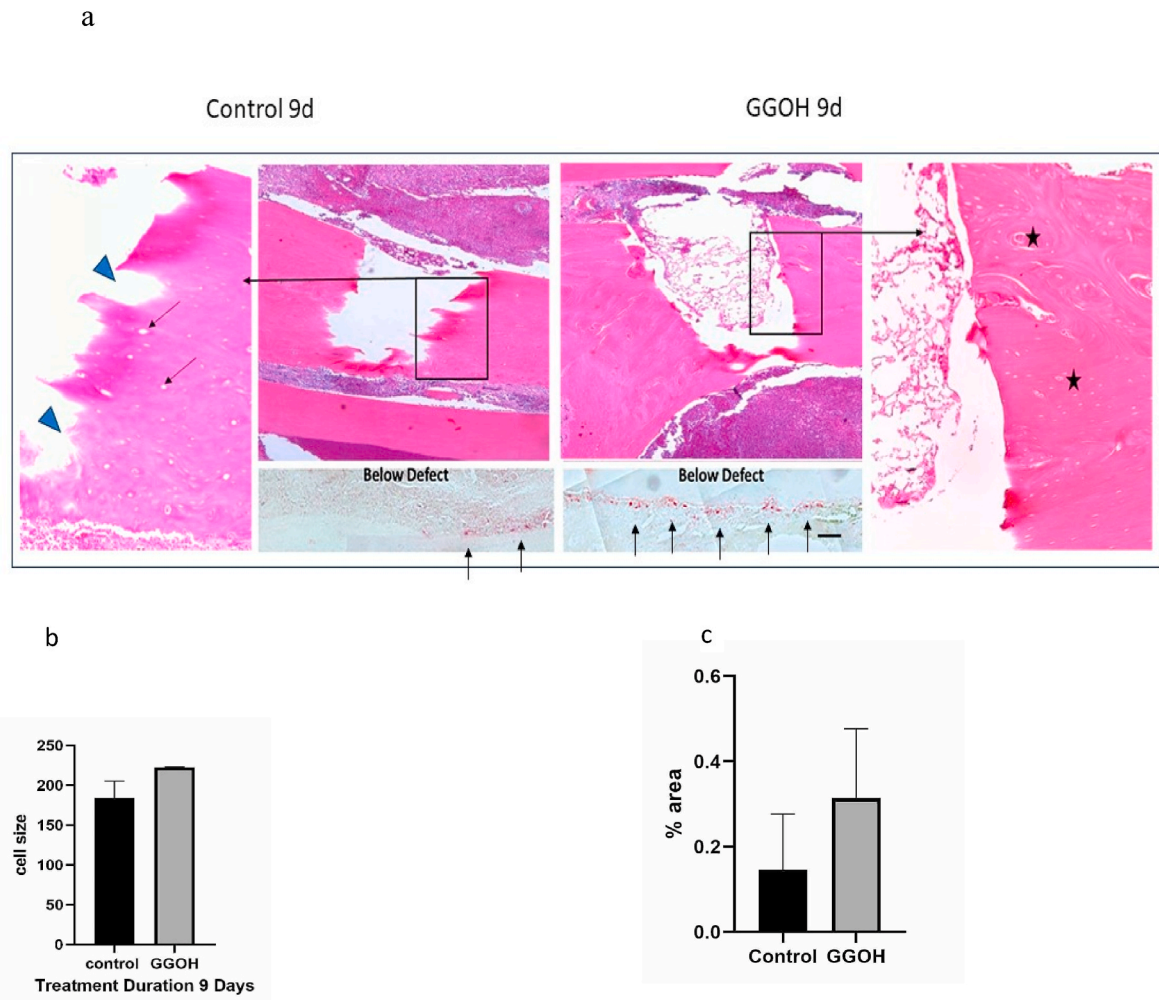 a
Control 9d
GGOH 9d
Below Defect
Below Defect
b
250
200
150
100
50
0
cell size
control GGOH
Treatment Duration 9 Days
c
0.6
0.4
0.2
0.0
% area
Control GGOH